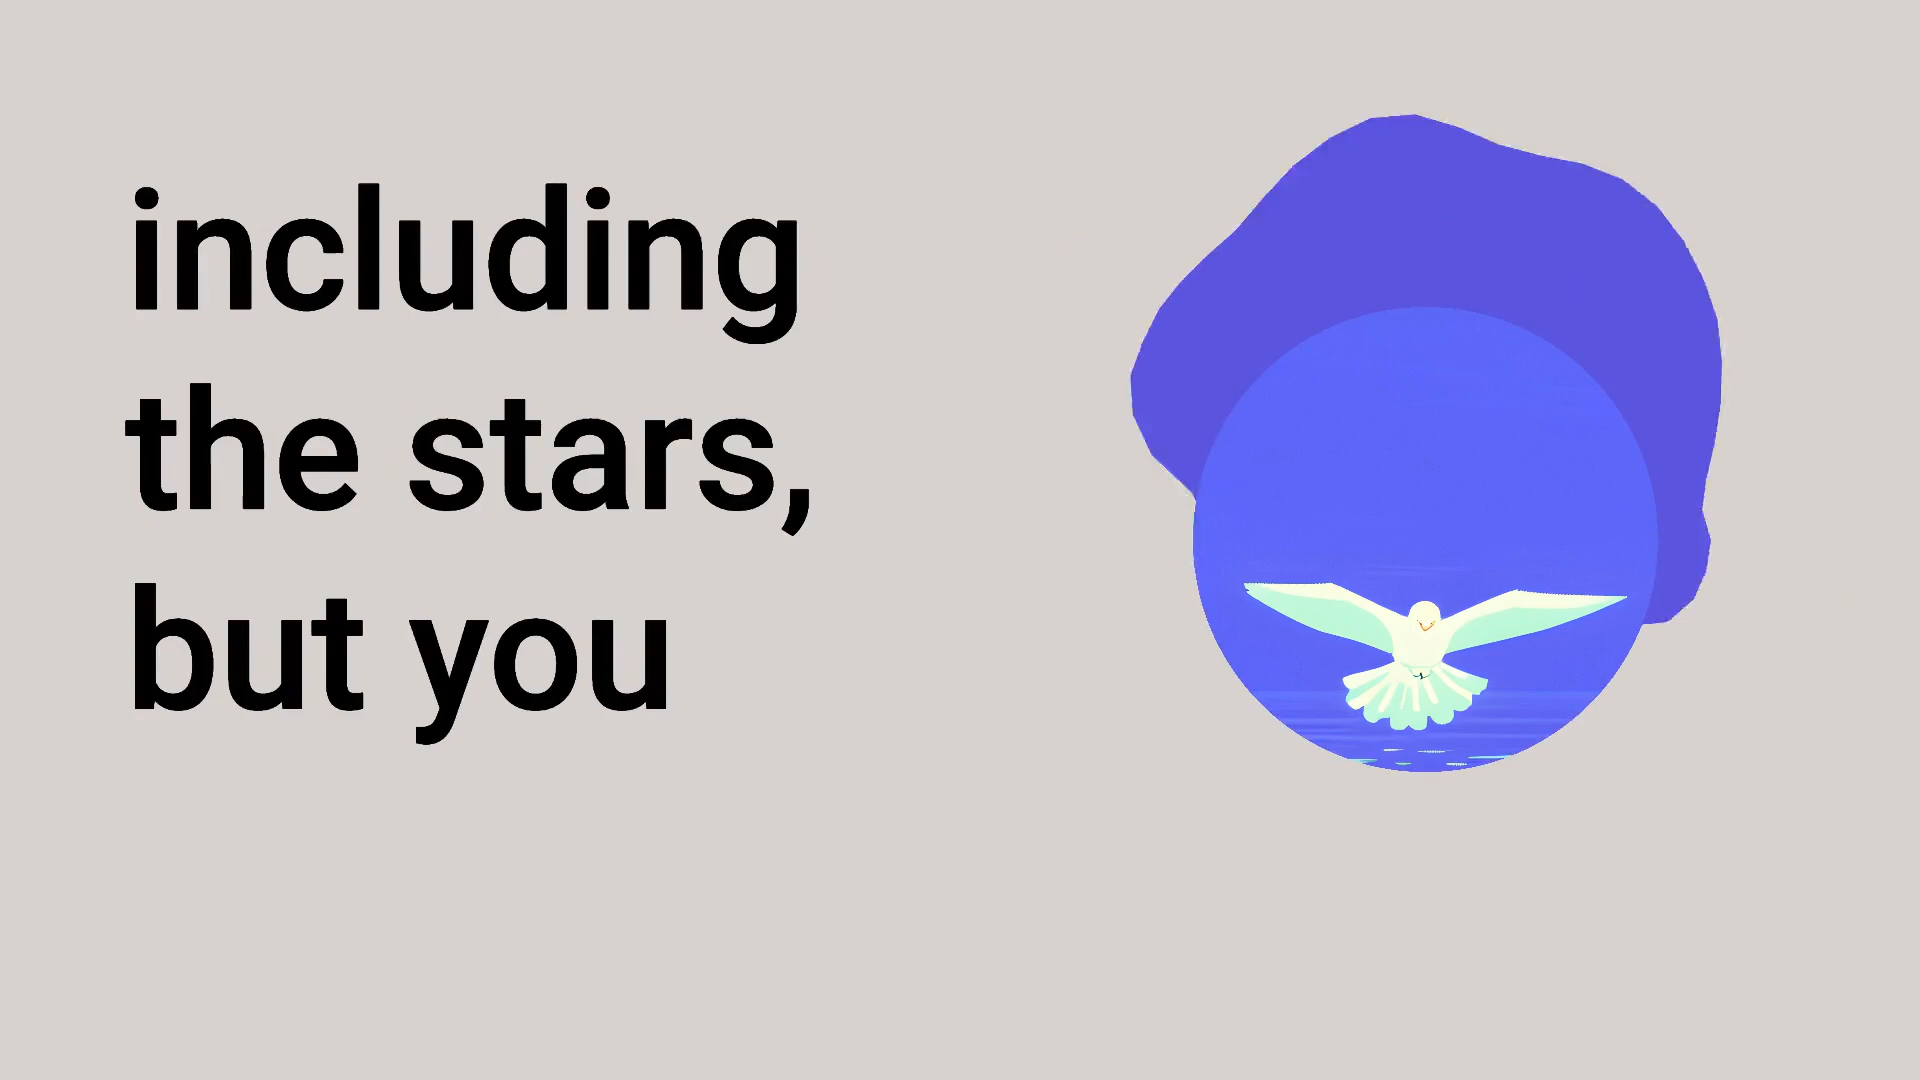 including
the stars,
but you